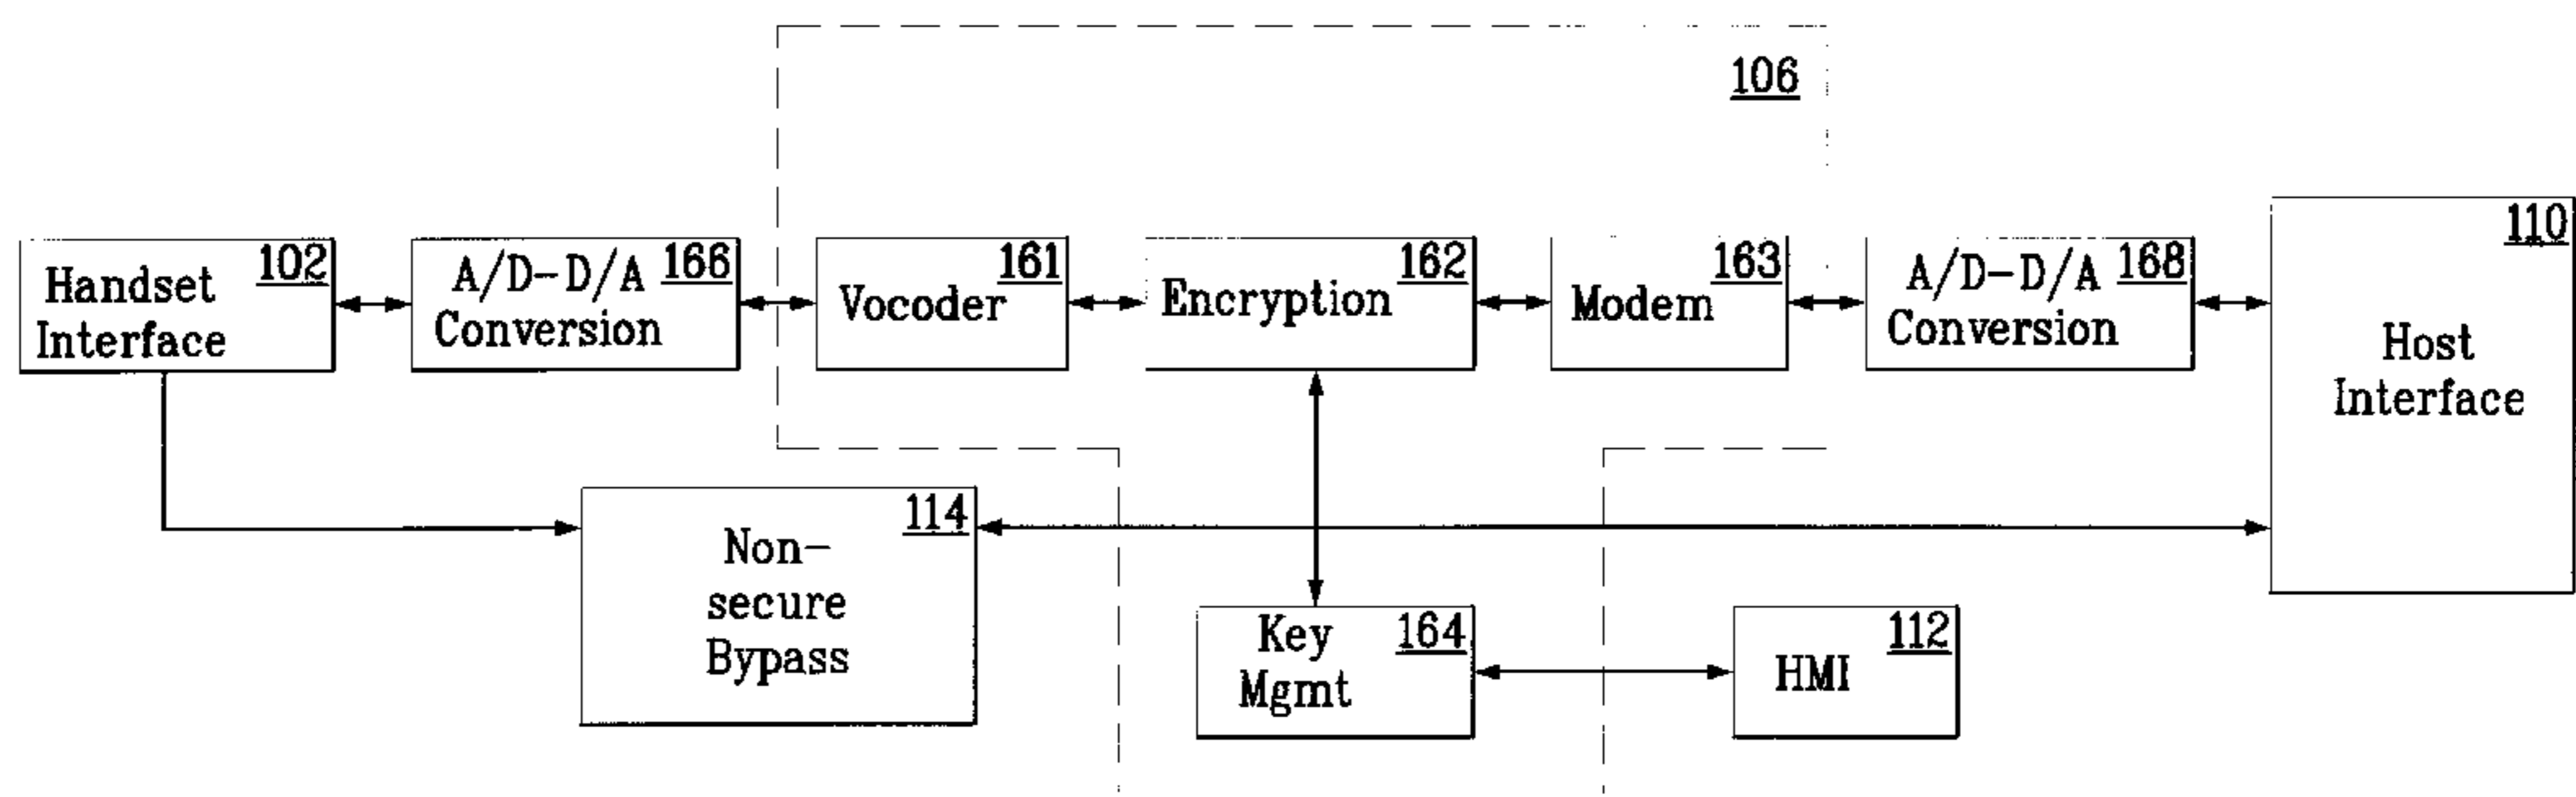 106
102
Handset
Interface
A/D-D/A 166
Conversion
161
Vocoder
162
Encryption
163
Modem
A/D-D/A 168
Conversion
110
Host
Interface
114
Non-
secure
Bypass
Key 164
Mgmt
112
HMI